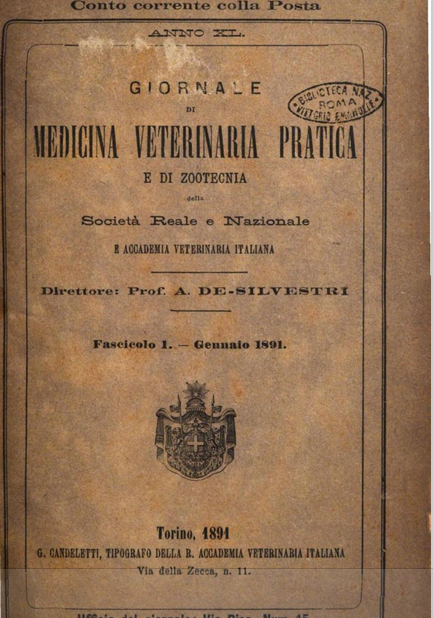 Conto corrente colla Posta
ANNO XL.
GIORNALE
DI
MEDICINA VETERINARIA PRATICA
E DI ZOOTECNIA
della
Società Reale e Nazionale
E ACCADEMIA VETERINARIA ITALIANA
Direttore: Prof. A. DE-SILVESTRI
Fascicolo 1. — Gennaio 1891.
BIBLIOTECA NAZ.
ROMA
VITTORIO EMANUELE
Torino, 1891
G. CANDELETTI, TIPOGRAFO DELLA R. ACCADEMIA VETERINARIA ITALIANA
Via della Zecca, n. 11.